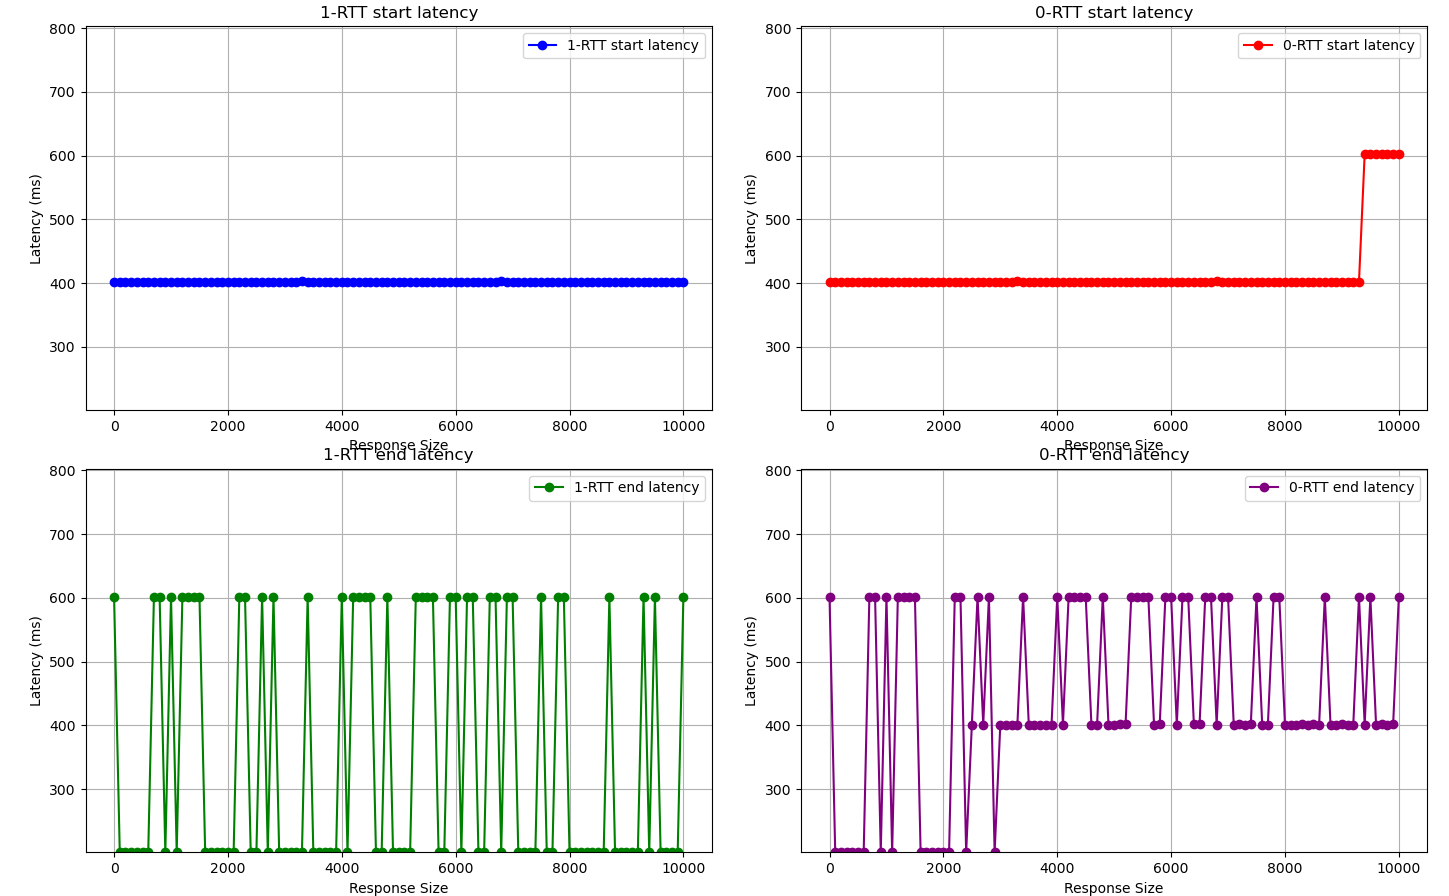 1-RTT start latency
800
700
600
500
400
300
Latency (ms)
1-RTT start latency
0 2000 4000 6000 8000 10000
Response Size
0-RTT start latency
800
700
600
500
400
300
Latency (ms)
0-RTT start latency
0 2000 4000 6000 8000 10000
Response Size
1-RTT end latency
800
700
600
500
400
300
Latency (ms)
1-RTT end latency
0 2000 4000 6000 8000 10000
Response Size
0-RTT end latency
800
700
600
500
400
300
Latency (ms)
0-RTT end latency
0 2000 4000 6000 8000 10000
Response Size